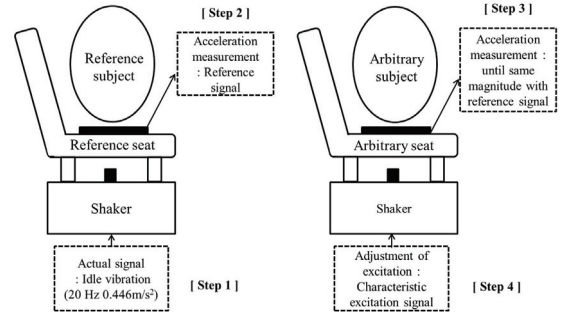 [ Step 2 ]
Acceleration
measurement
: Reference
signal
Reference
subject
Reference seat
Shaker
Actual signal
: Idle vibration
(20 Hz 0.446m/s²)
[ Step 1 ]
[ Step 3 ]
Acceleration
measurement :
until same
magnitude with
reference signal
Arbitrary
subject
Arbitrary seat
Shaker
Adjustment of
excitation :
Characteristic
excitation signal
[ Step 4 ]